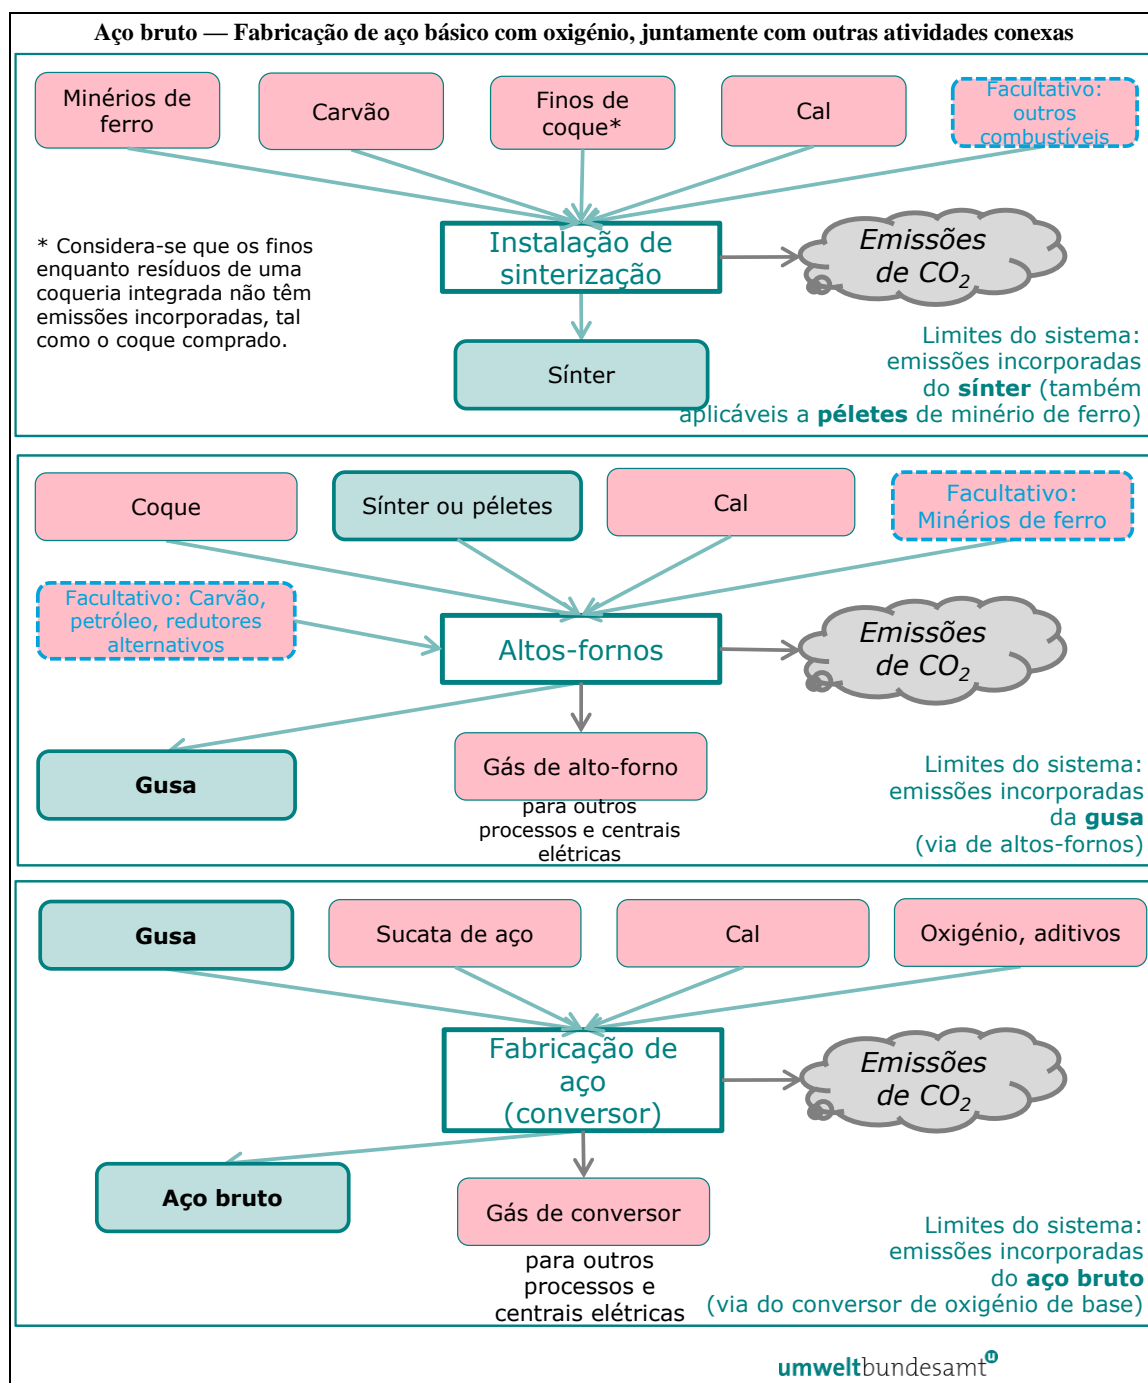 Aço bruto — Fabricação de aço básico com oxigénio, juntamente com outras atividades conexas
Minérios de
ferro
Carvão
Finos de
coque*
Cal
Facultativo:
outros
combustíveis
* Considera-se que os finos
enquanto resíduos de uma
coqueria integrada não têm
emissões incorporadas, tal
como o coque comprado.
Instalação de
sinterização
Emissões
de CO2
Sínter
Limites do sistema:
emissões incorporadas
do sínter (também
aplicáveis a péletes de minério de ferro)
Coque
Sínter ou péletes
Cal
Facultativo:
Minérios de ferro
Facultativo: Carvão,
petróleo, redutores
alternativos
Altos-fornos
Emissões
de CO2
Gusa
Gás de alto-forno
para outros
processos e centrais
elétricas
Limites do sistema:
emissões incorporadas
da gusa
(via de altos-fornos)
Gusa
Sucata de aço
Cal
Oxigénio, aditivos
Fabricação de
aço
(conversor)
Emissões
de CO2
Aço bruto
Gás de conversor
para outros
processos e
centrais elétricas
Limites do sistema:
emissões incorporadas
do aço bruto
(via do conversor de oxigénio de base)
umweltbundesamt u